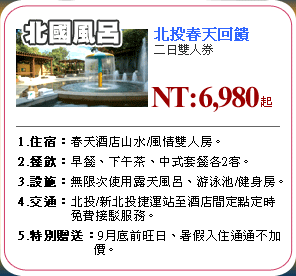 北國風呂
北投春天回饋
二日雙人券
NT:6,980起
1.住宿：春天酒店山水/風情雙人房。
2.餐飲：早餐、下午茶、中式套餐各2客。
3.設施：無限次使用露天風呂、游泳池/健身房。
4.交通：北投/新北投捷運站至酒店間定點定時
免費接駁服務。
5.特別贈送：9月底前旺日、暑假入住通通不加
價。